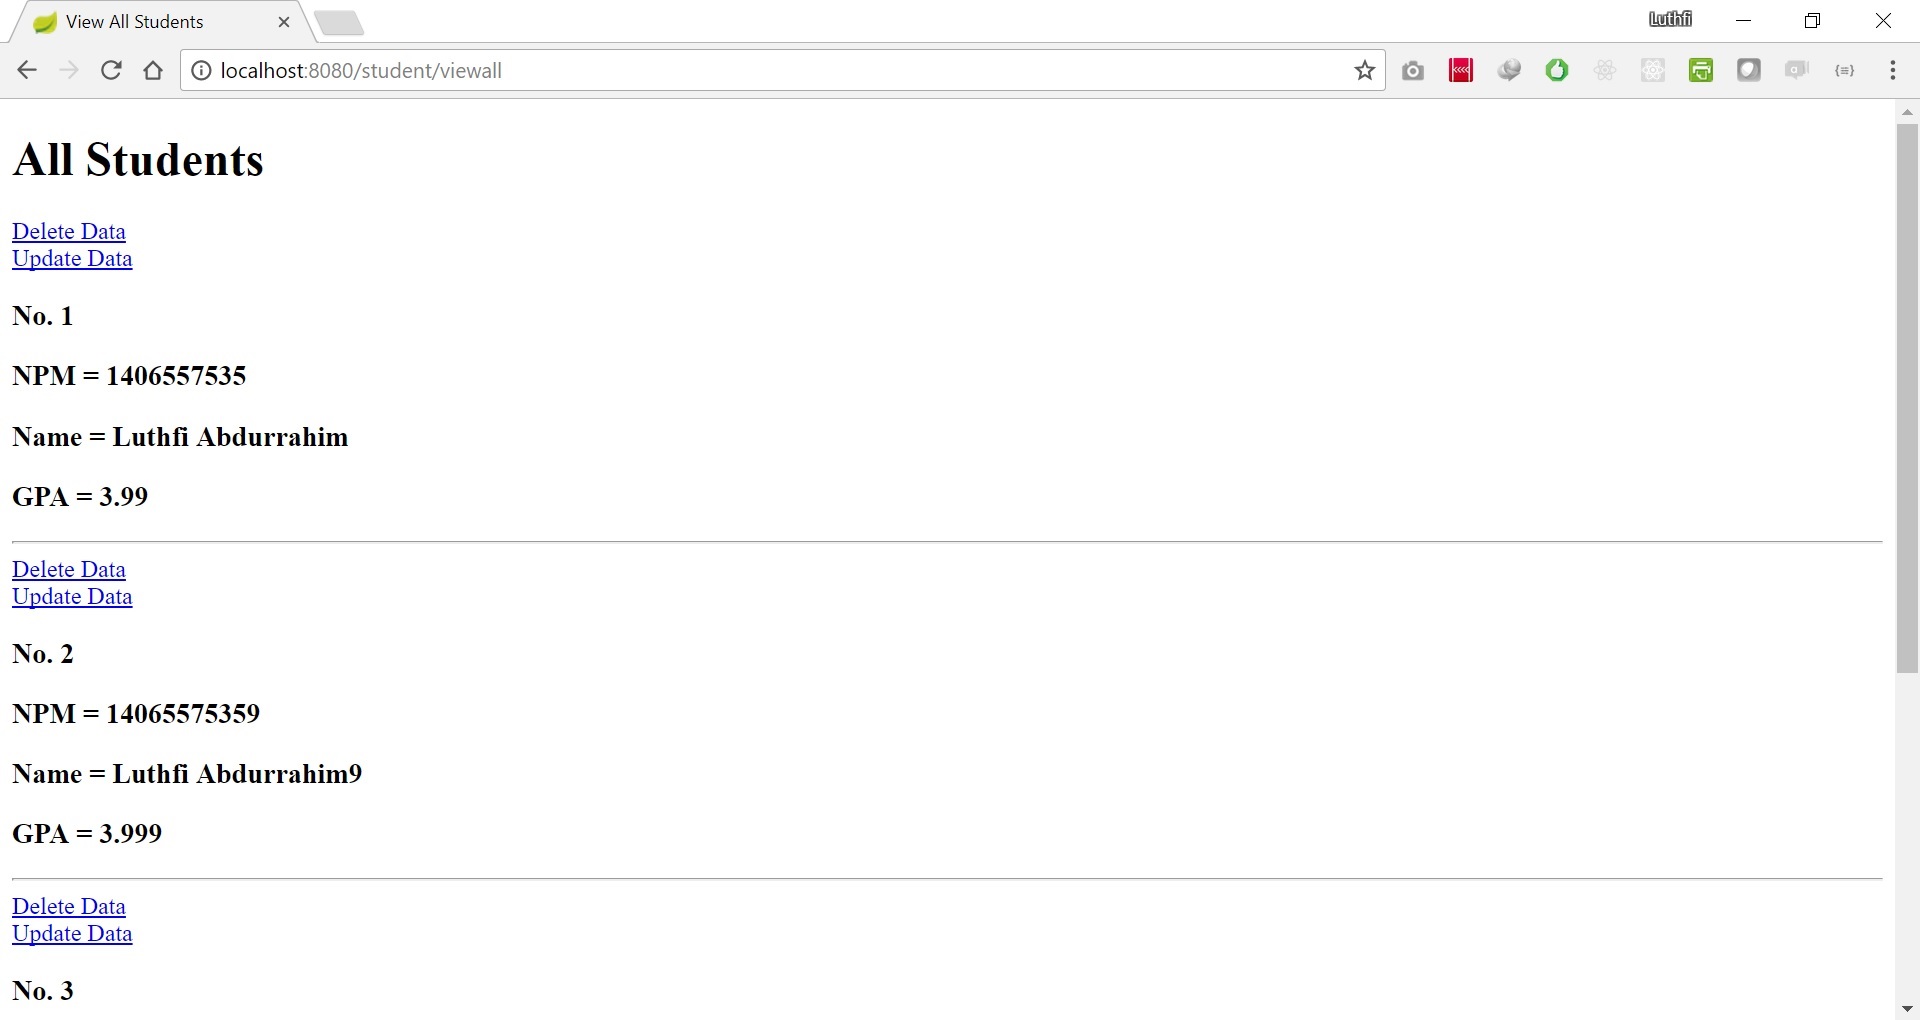 View All Students
Luthfi
localhost:8080/student/viewall
All Students
Delete Data
Update Data
No. 1
NPM = 1406557535
Name = Luthfi Abdurrahim
GPA = 3.99
Delete Data
Update Data
No. 2
NPM = 14065575359
Name = Luthfi Abdurrahim9
GPA = 3.999
Delete Data
Update Data
No. 3